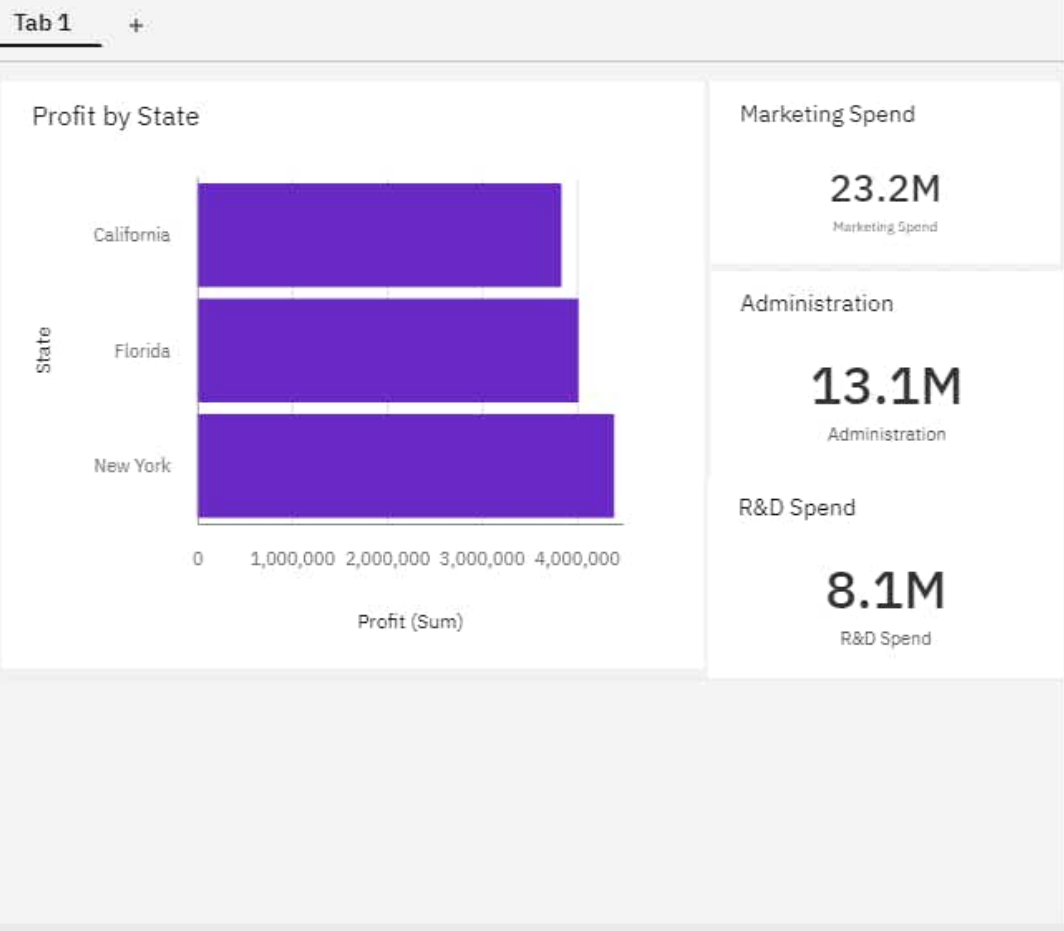 Tab 1 +
Profit by State
State
California
Florida
New York
0 1,000,000 2,000,000 3,000,000 4,000,000
Profit (Sum)
Marketing Spend
23.2M
Marketing Spend
Administration
13.1M
Administration
R&D Spend
8.1M
R&D Spend